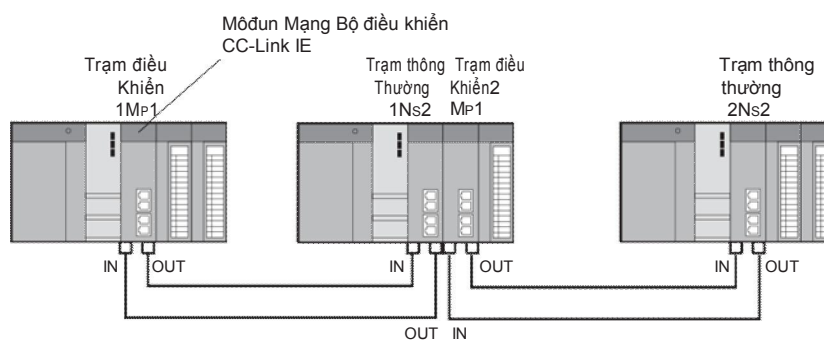 Môđun Mạng Bộ điều khiển
CC-Link IE
Trạm điều
Khiển
1MP1
Trạm thông
Thường
1NS2
Trạm điều
Khiển2
MP1
Trạm thông
thường
2NS2
IN
OUT
IN
OUT
IN
OUT
OUT
IN